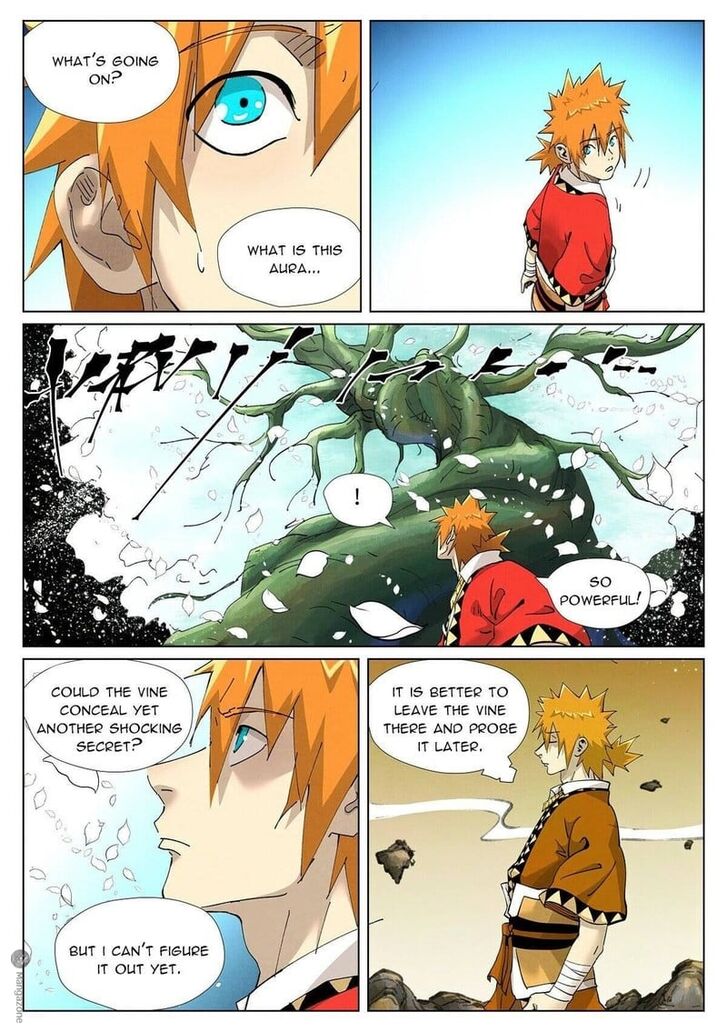 WHAT'S GOING
ON?
WHAT IS THIS
AURA...
!
SO
POWERFUL!
COULD THE VINE
CONCEAL YET
ANOTHER SHOCKING
SECRET?
BUT I CAN'T FIGURE
IT OUT YET.
IT IS BETTER TO
LEAVE THE VINE
THERE AND PROBE
IT LATER.
Mangazone